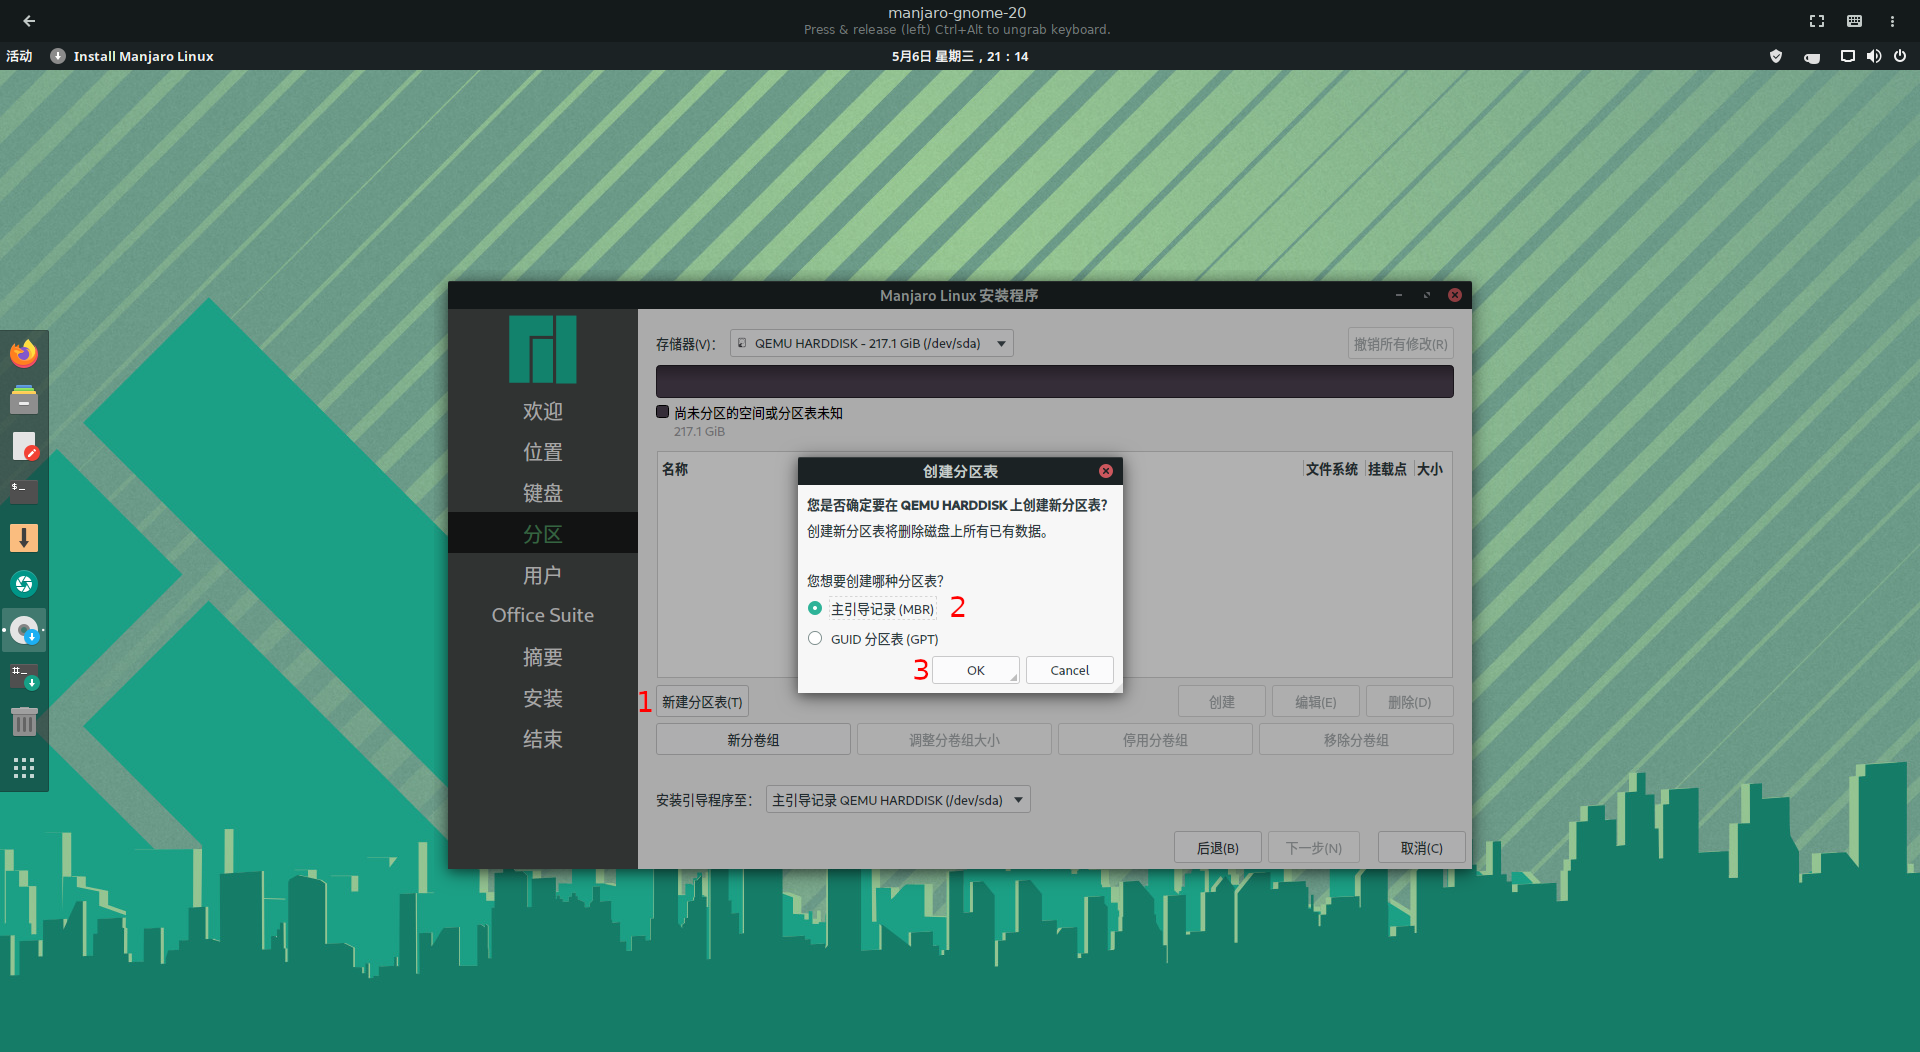 manjaro-gnome-20
Press & release (left) Ctrl+Alt to ungrab keyboard.
活动 Install Manjaro Linux 5月6日 星期三，21：14
Manjaro Linux 安装程序
存储器(V)： QEMU HARDDISK - 217.1 GiB (/dev/sda) 撤销所有修改(R)
尚未分区的空间或分区表未知
217.1 GiB
欢迎
位置
键盘
分区
用户
Office Suite
摘要
安装
结束
名称 文件系统 挂载点 大小
创建分区表
您是否确定要在 QEMU HARDDISK 上创建新分区表?
创建新分区表将删除磁盘上所有已有数据。
您想要创建哪种分区表?
主引导记录 (MBR) 2
GUID 分区表 (GPT)
3 OK Cancel
1 新建分区表(T) 创建 编辑(E) 删除(D)
新分卷组 调整分卷组大小 停用分卷组 移除分卷组
安装引导程序至： 主引导记录 QEMU HARDDISK (/dev/sda)
后退(B) 下一步(N) 取消(C)